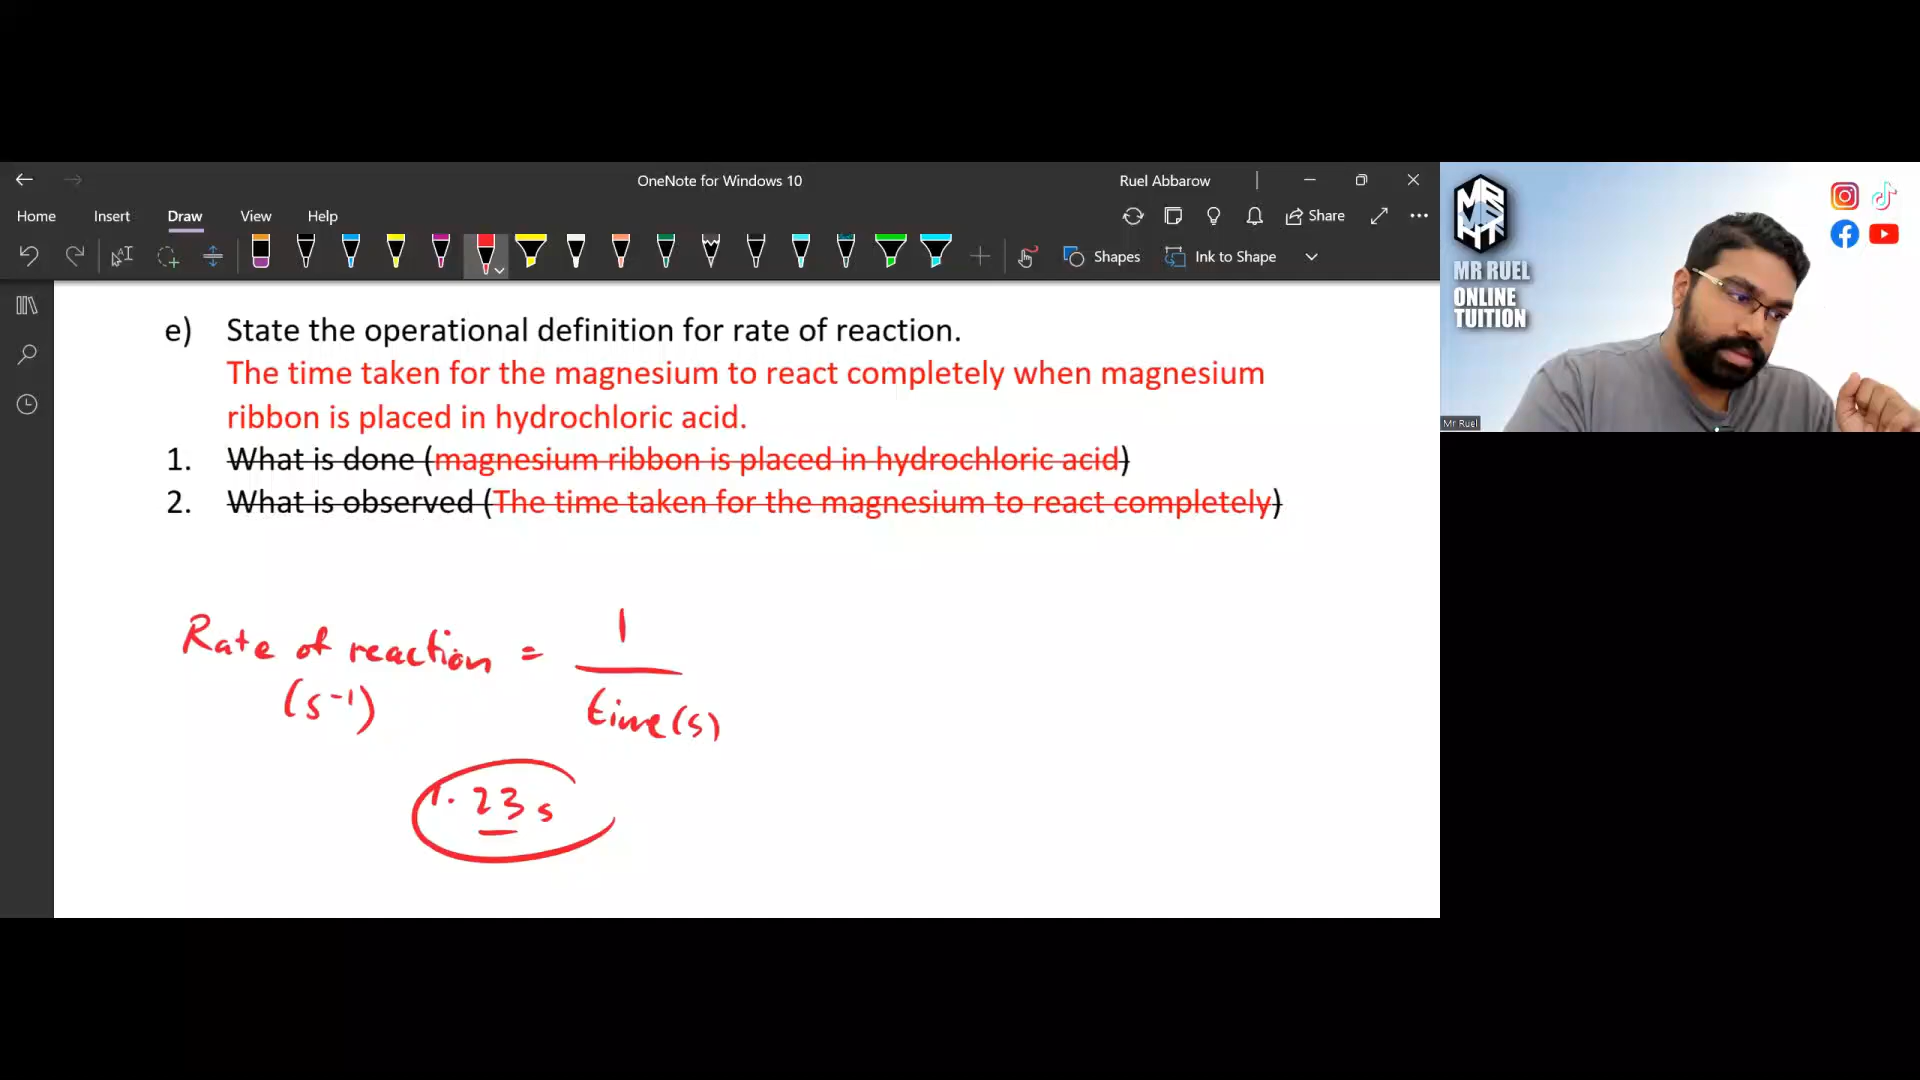 OneNote for Windows 10
Ruel Abbarow
Home Insert Draw View Help
Share
Shapes
Ink to Shape
MR RUEL
ONLINE
TUITION
Mr Ruel
e) State the operational definition for rate of reaction.
The time taken for the magnesium to react completely when magnesium
ribbon is placed in hydrochloric acid.
1. What is done (magnesium ribbon is placed in hydrochloric acid)
2. What is observed (The time taken for the magnesium to react completely)
Rate of reaction = 1
(s⁻¹) time (s)
1.23 s